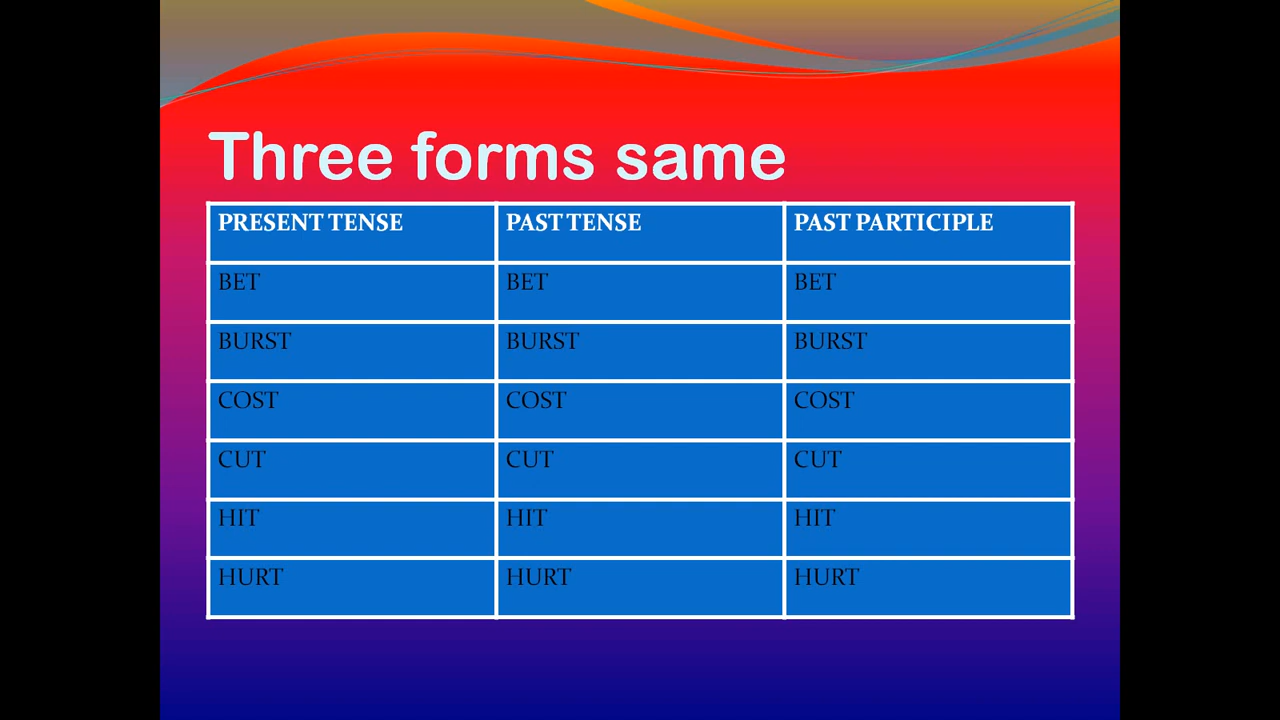 Three forms same
PRESENT TENSE PAST TENSE PAST PARTICIPLE
BET BET BET
BURST BURST BURST
COST COST COST
CUT CUT CUT
HIT HIT HIT
HURT HURT HURT